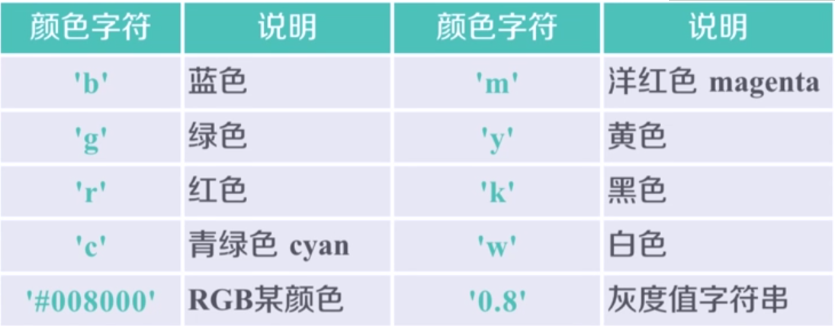 颜色字符 说明 颜色字符 说明
'b' 蓝色 'm' 洋红色 magenta
'g' 绿色 'y' 黄色
'r' 红色 'k' 黑色
'c' 青绿色 cyan 'w' 白色
'#008000' RGB某颜色 '0.8' 灰度值字符串